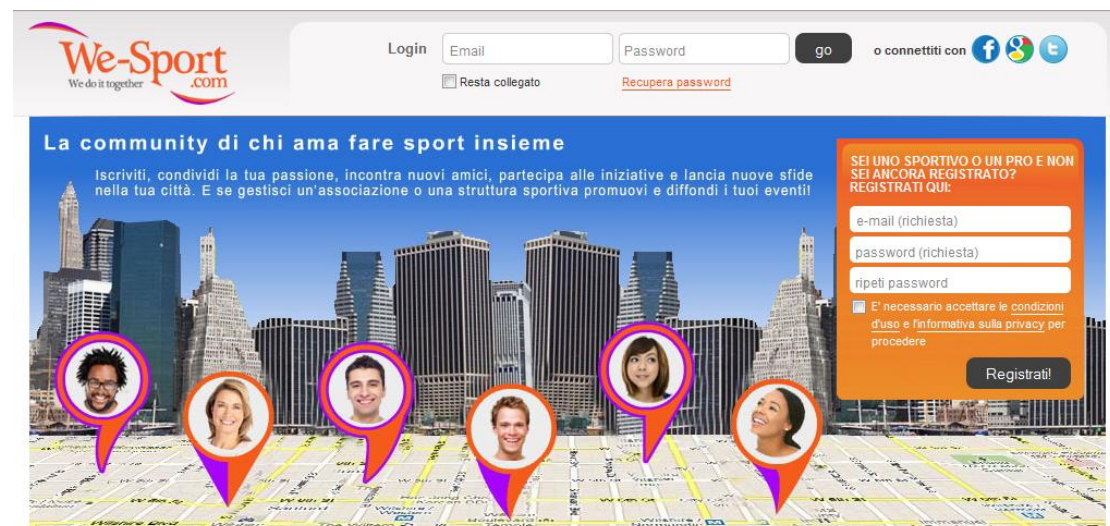 We-Sport
.com
We do it together
Login
Email
Password
go
o connettiti con
Resta collegato
Recupera password
La community di chi ama fare sport insieme
Iscriviti, condividi la tua passione, incontra nuovi amici, partecipa alle iniziative e lancia nuove sfide
nella tua città. E se gestisci un'associazione o una struttura sportiva promuovi e diffondi i tuoi eventi!
SEI UNO SPORTIVO O UN PRO E NON
SEI ANCORA REGISTRATO?
REGISTRATI QUI:
e-mail (richiesta)
password (richiesta)
ripeti password
E' necessario accettare le condizioni
d'uso e l'informativa sulla privacy per
procedere
Registrati!
Wilshire Blvd